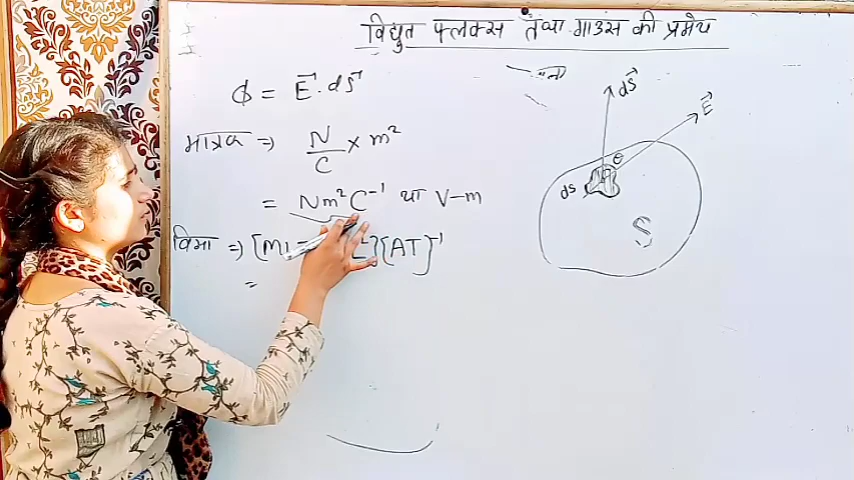 विद्युत फ्लक्स तथा गाउस की प्रमेय
ϕ = E⃗ . dS⃗
मात्रक ⇒ N/C × m²
= Nm²C⁻¹ या V-m
विमा ⇒ [AT]⁻¹
=
dS⃗
E⃗
θ
ds
S